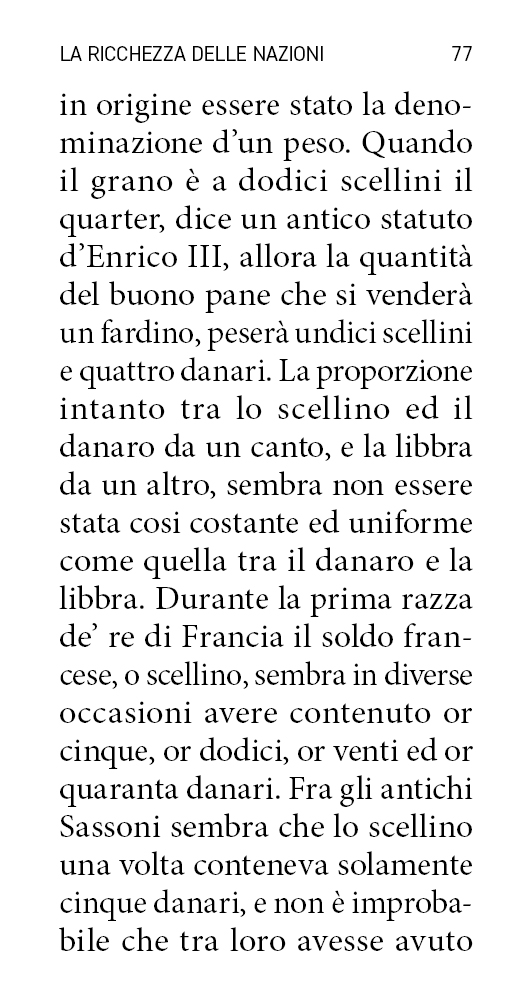 LA RICCHEZZA DELLE NAZIONI 77
in origine essere stato la deno-
minazione d’un peso. Quando
il grano è a dodici scellini il
quarter, dice un antico statuto
d’Enrico III, allora la quantità
del buono pane che si venderà
un fardino, peserà undici scellini
e quattro danari. La proporzione
intanto tra lo scellino ed il
danaro da un canto, e la libbra
da un altro, sembra non essere
stata cosi costante ed uniforme
come quella tra il danaro e la
libbra. Durante la prima razza
de’ re di Francia il soldo fran-
cese, o scellino, sembra in diverse
occasioni avere contenuto or
cinque, or dodici, or venti ed or
quaranta danari. Fra gli antichi
Sassoni sembra che lo scellino
una volta conteneva solamente
cinque danari, e non è improba-
bile che tra loro avesse avuto